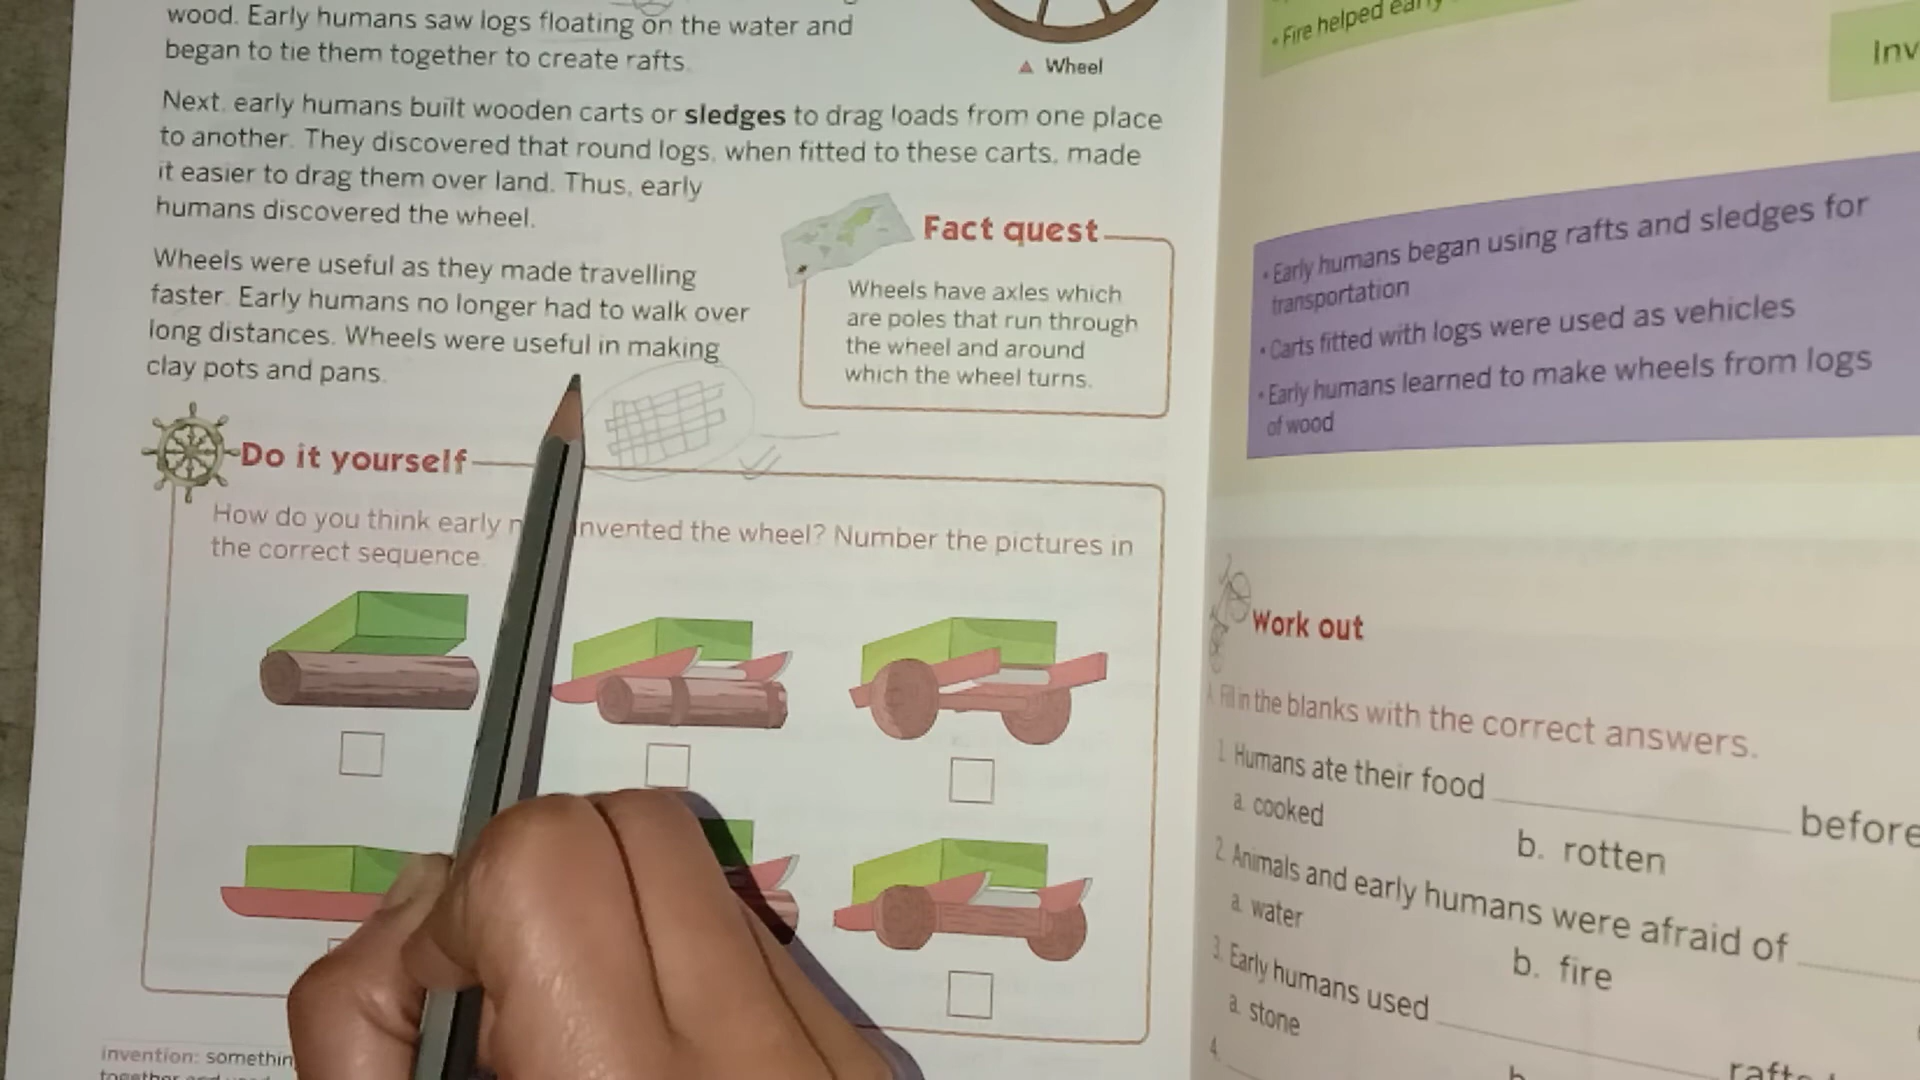 wood. Early humans saw logs floating on the water and
began to tie them together to create rafts.
▲ Wheel
Next, early humans built wooden carts or sledges to drag loads from one place
to another. They discovered that round logs, when fitted to these carts, made
it easier to drag them over land. Thus, early
humans discovered the wheel.
Wheels were useful as they made travelling
faster. Early humans no longer had to walk over
long distances. Wheels were useful in making
clay pots and pans.
Fact quest
Wheels have axles which
are poles that run through
the wheel and around
which the wheel turns.
Do it yourself
How do you think early invented the wheel? Number the pictures in
the correct sequence.
invention:
together and used
• Fire helped early
• Early humans began using rafts and sledges for
transportation
• Carts fitted with logs were used as vehicles
• Early humans learned to make wheels from logs
of wood
Work out
A. Fill in the blanks with the correct answers.
1. Humans ate their food __________ before
a. cooked
b. rotten
2. Animals and early humans were afraid of __________
a. water
b. fire
3. Early humans used __________
a. stone
4.